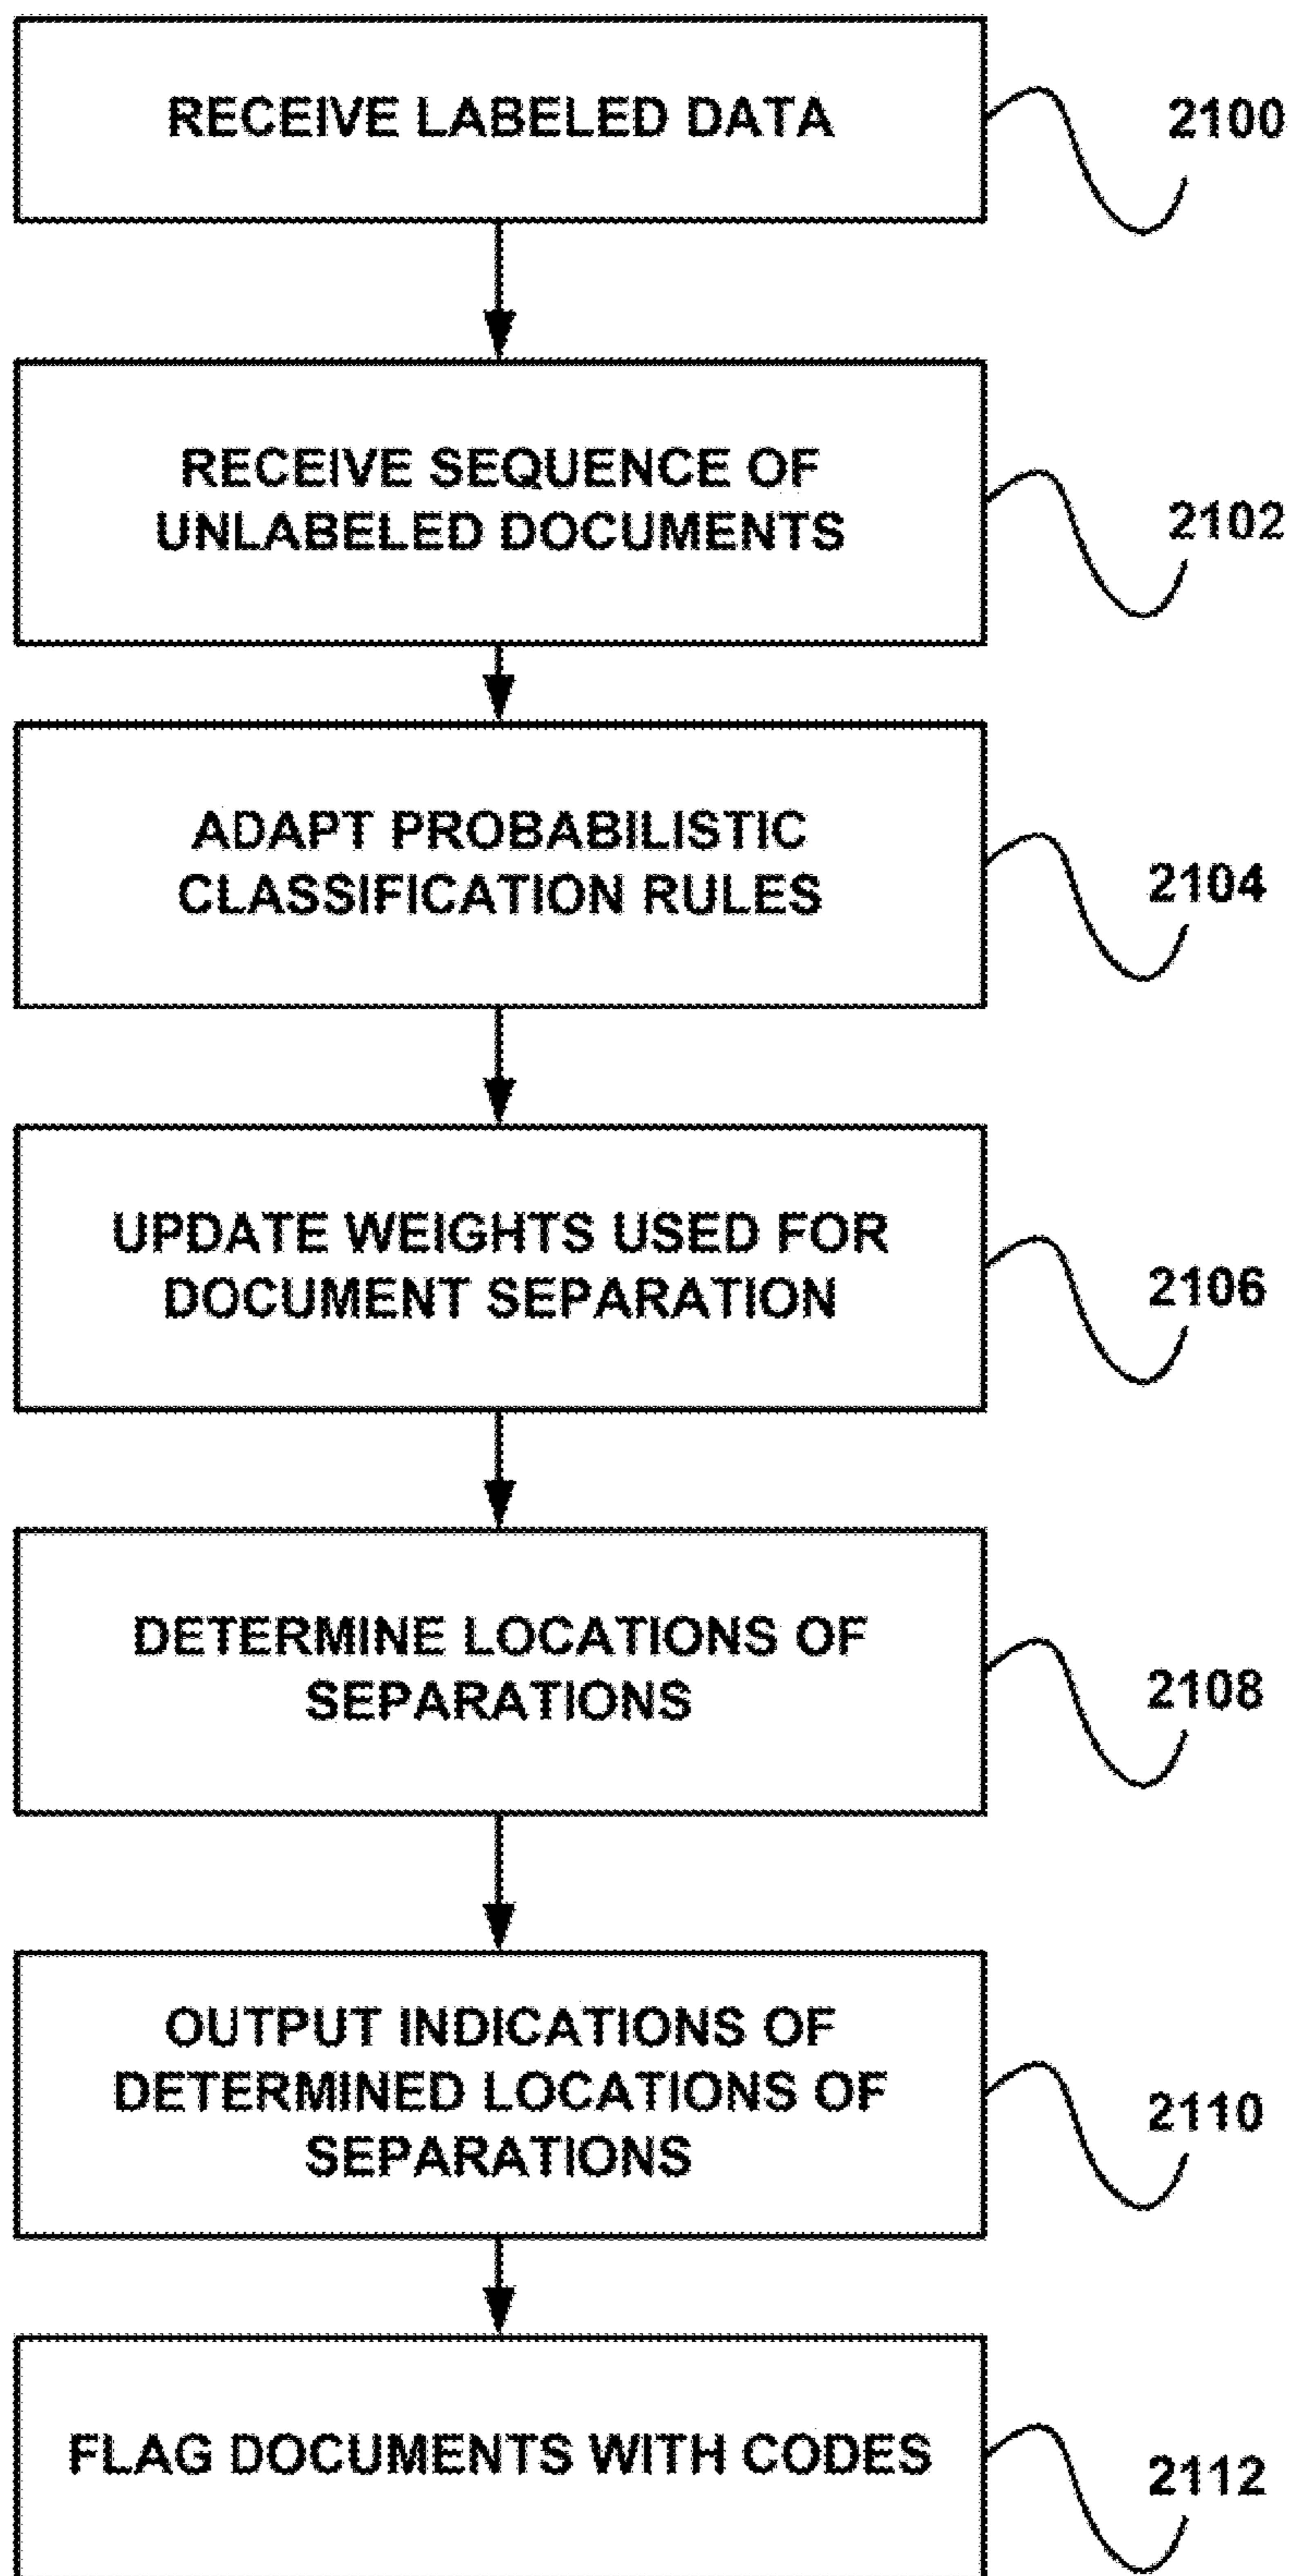 RECEIVE LABELED DATA
2100
RECEIVE SEQUENCE OF
UNLABELED DOCUMENTS
2102
ADAPT PROBABILISTIC
CLASSIFICATION RULES
2104
UPDATE WEIGHTS USED FOR
DOCUMENT SEPARATION
2106
DETERMINE LOCATIONS OF
SEPARATIONS
2108
OUTPUT INDICATIONS OF
DETERMINED LOCATIONS OF
SEPARATIONS
2110
FLAG DOCUMENTS WITH CODES
2112